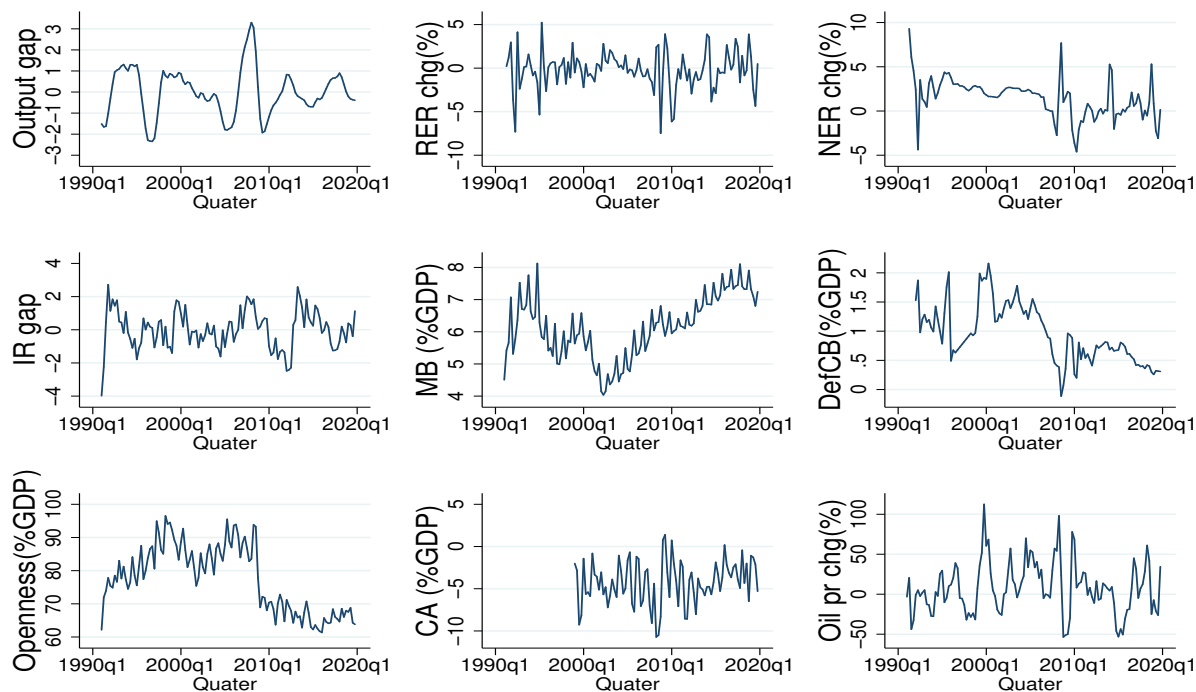 Output gap
3
1
0
−1
−2
−3
1990q1 2000q1 2010q1 2020q1
Quater
RER chg(%)
5
0
−5
−10
1990q1 2000q1 2010q1 2020q1
Quater
NER chg(%)
10
5
0
−5
1990q1 2000q1 2010q1 2020q1
Quater
IR gap
4
2
0
−2
−4
1990q1 2000q1 2010q1 2020q1
Quater
MB (%GDP)
8
7
6
5
4
1990q1 2000q1 2010q1 2020q1
Quater
DefCB(%GDP)
2
1.5
1
.5
0
1990q1 2000q1 2010q1 2020q1
Quater
Openness(%GDP)
100
90
80
70
60
1990q1 2000q1 2010q1 2020q1
Quater
CA (%GDP)
5
0
−5
−10
1990q1 2000q1 2010q1 2020q1
Quater
Oil pr chg(%)
100
50
0
−50
1990q1 2000q1 2010q1 2020q1
Quater